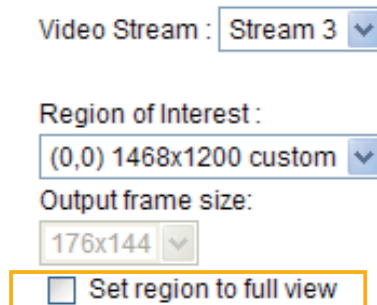 Video Stream : Stream 3
Region of Interest :
(0,0) 1468x1200 custom
Output frame size:
176x144
Set region to full view